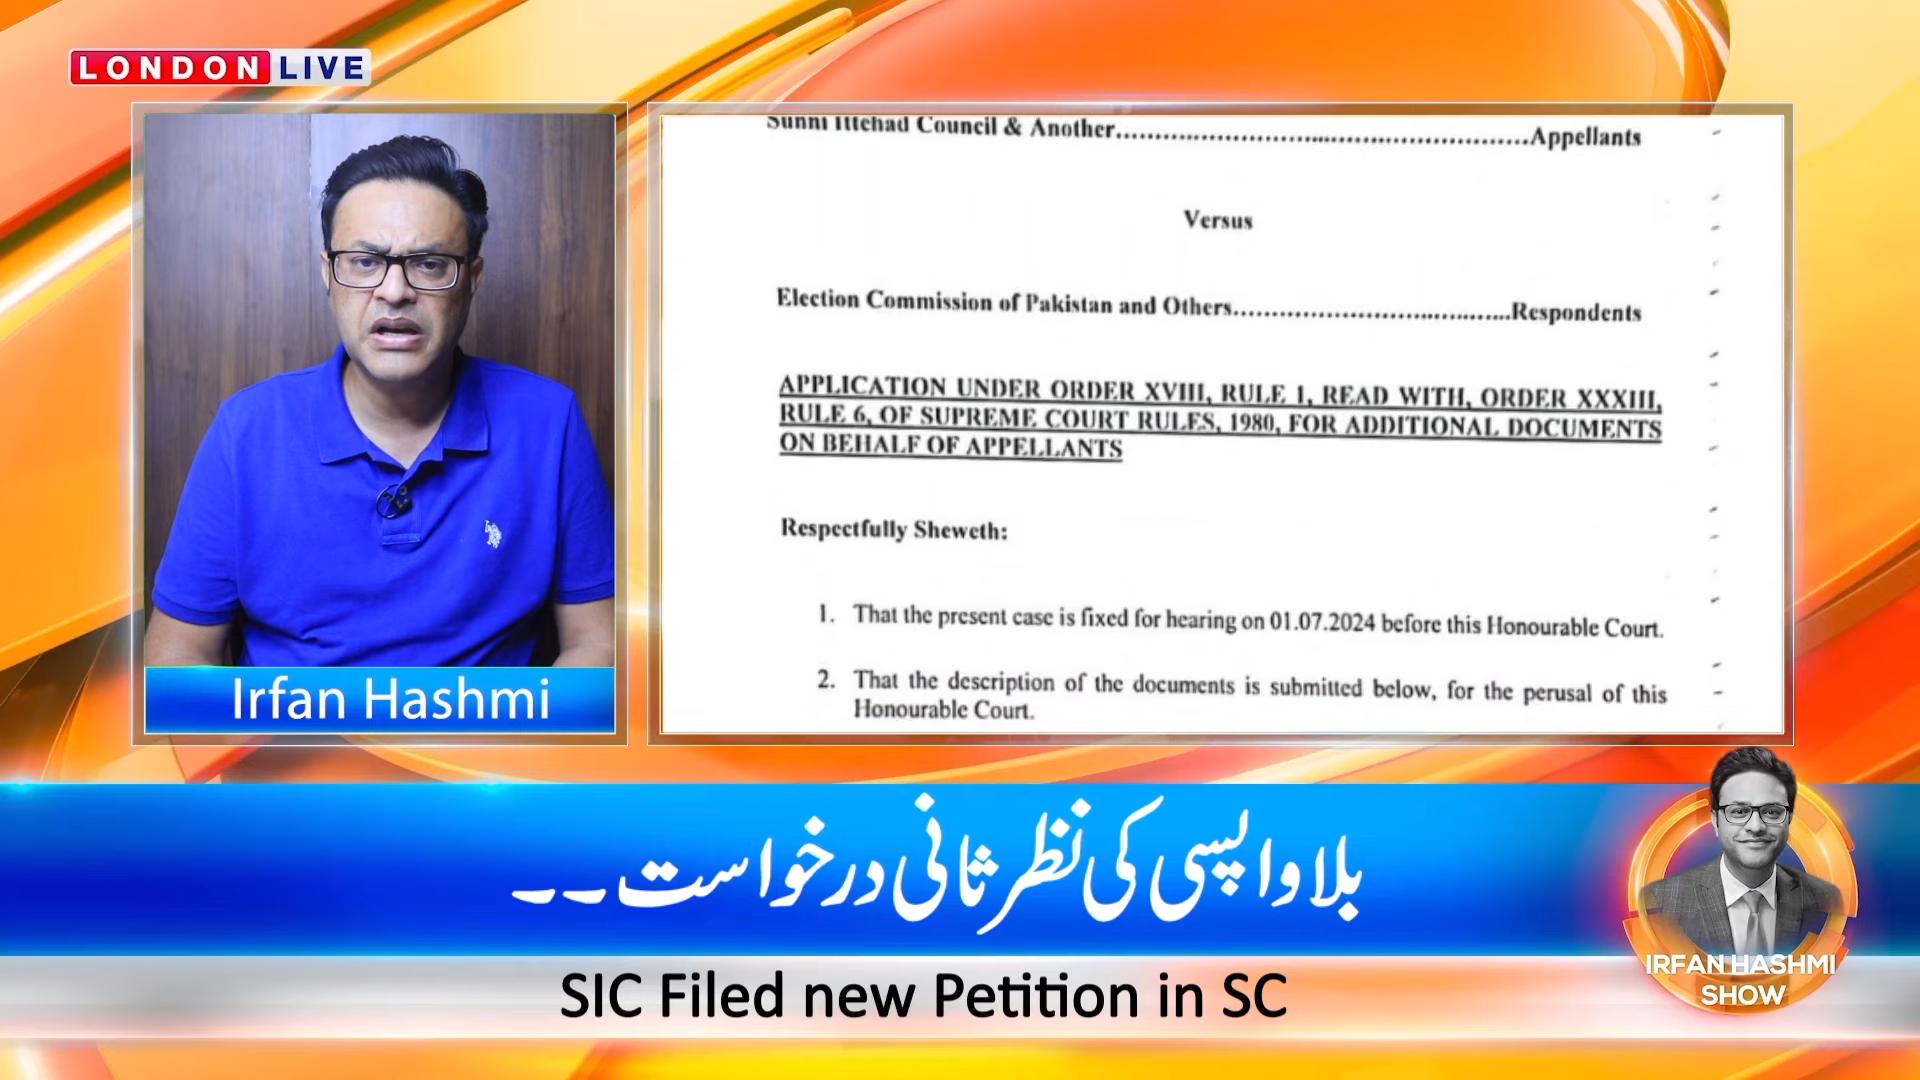 LONDON LIVE
Sunni Ittehad Council & Another..........................................................Appellants
Versus
Election Commission of Pakistan and Others.......................................Respondents
APPLICATION UNDER ORDER XVIII, RULE 1, READ WITH, ORDER XXXIII,
RULE 6, OF SUPREME COURT RULES, 1980, FOR ADDITIONAL DOCUMENTS
ON BEHALF OF APPELLANTS
Respectfully Sheweth:
1. That the present case is fixed for hearing on 01.07.2024 before this Honourable Court.
2. That the description of the documents is submitted below, for the perusal of this
Honourable Court.
Irfan Hashmi
بلا واپسی کی نظر ثانی درخواست۔۔
SIC Filed new Petition in SC
IRFAN HASHMI
SHOW